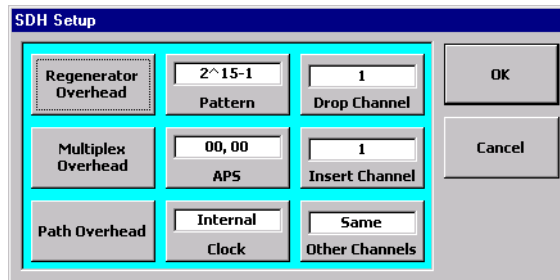 SDH Setup
Regenerator
Overhead
2^15-1
Pattern
1
Drop Channel
OK
Multiplex
Overhead
00, 00
APS
1
Insert Channel
Cancel
Path Overhead
Internal
Clock
Same
Other Channels